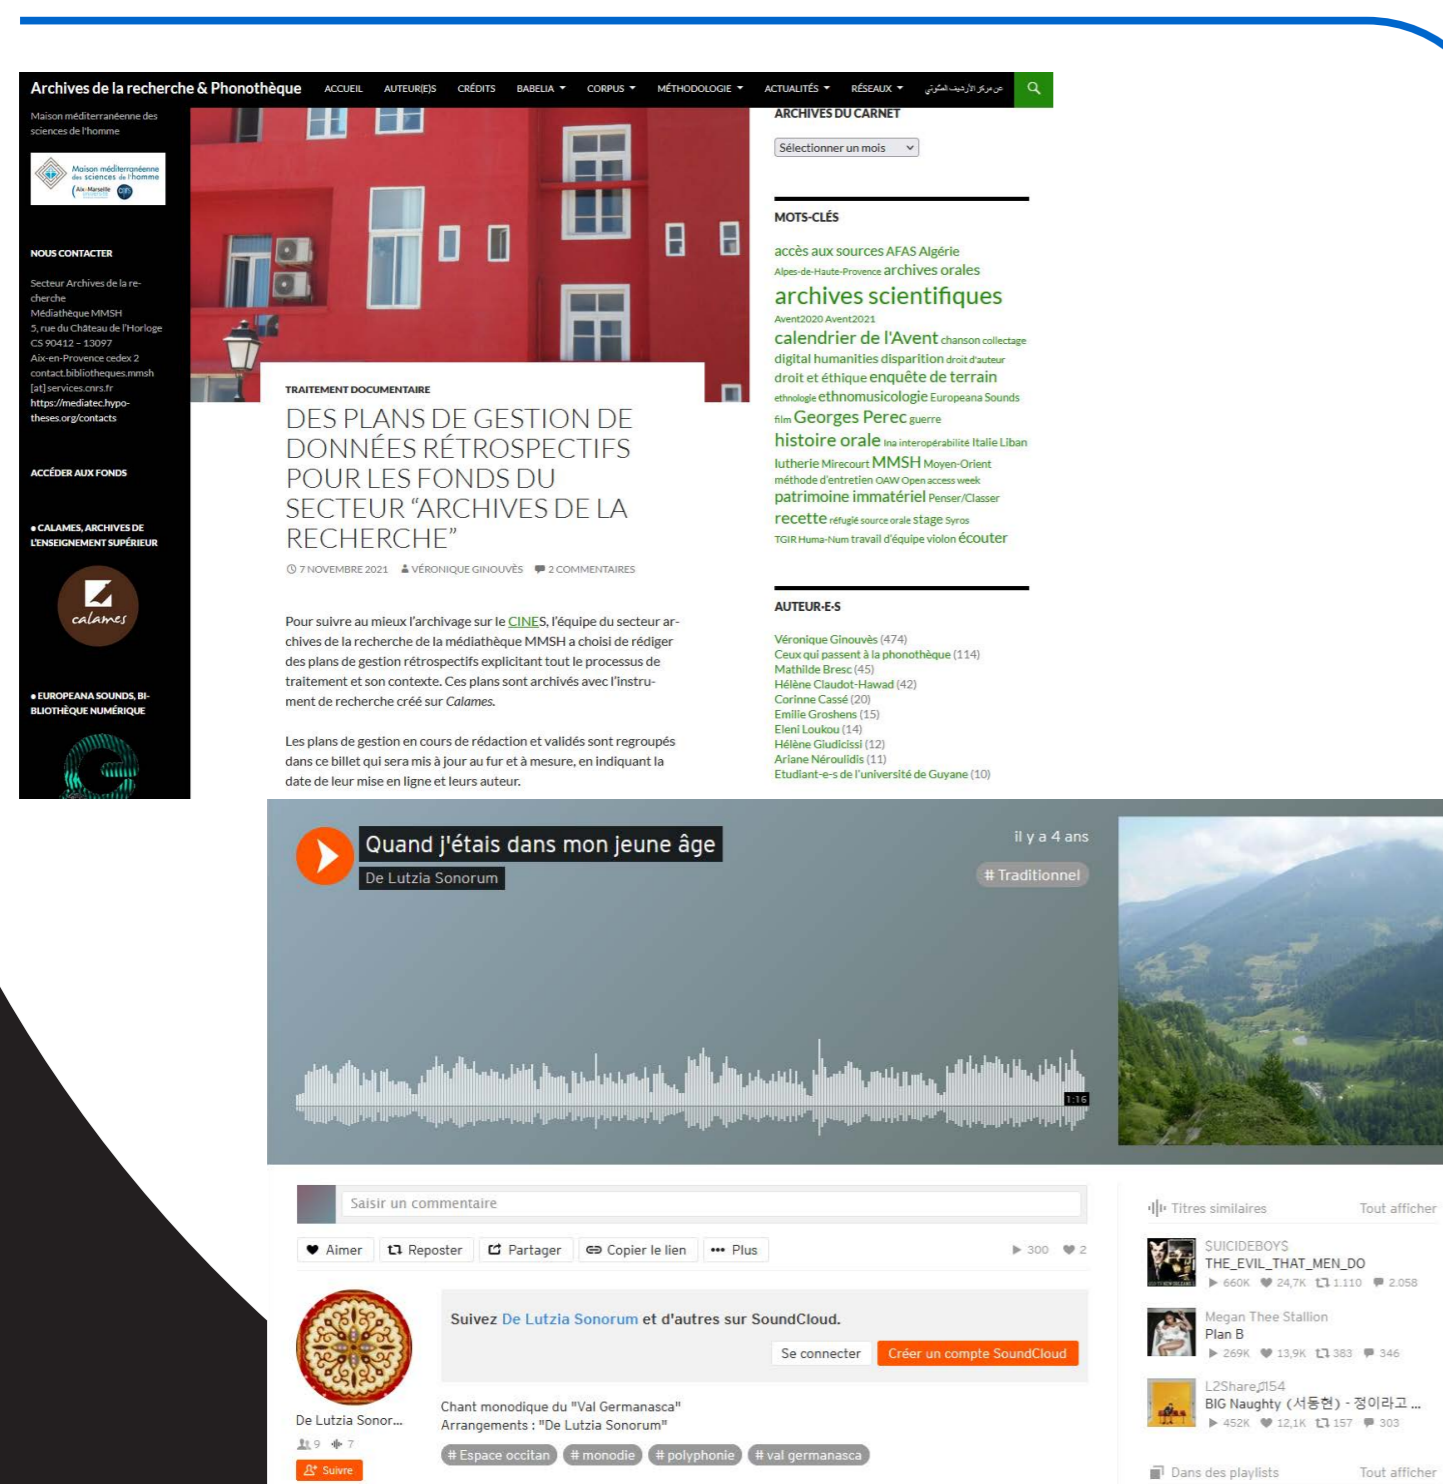 Archives de la recherche & Phonothèque ACCUEIL AUTEUR(E)S CRÉDITS BABELIA CORPUS MÉTHODOLOGIE ACTUALITÉS RÉSEAUX عن مركز الأرشيف الصّوتي
Maison méditerranéenne des
sciences de l'homme
Maison méditerranéenne
des sciences de l'homme
Aix-Marseille
cnrs
NOUS CONTACTER
Secteur Archives de la re-
cherche
Médiathèque MMSH
5, rue du Château de l'Horloge
CS 90412 – 13097
Aix-en-Provence cedex 2
contact.bibliotheques.mmsh
[at]services.cnrs.fr
https://mediatec.hypo-
theses.org/contacts
ACCÉDER AUX FONDS
● CALAMES, ARCHIVES DE
L'ENSEIGNEMENT SUPÉRIEUR
calames
● EUROPEANA SOUNDS, BI-
BLIOTHÈQUE NUMÉRIQUE
TRAITEMENT DOCUMENTAIRE
DES PLANS DE GESTION DE
DONNÉES RÉTROSPECTIFS
POUR LES FONDS DU
SECTEUR “ARCHIVES DE LA
RECHERCHE”
7 NOVEMBRE 2021 VÉRONIQUE GINOUVÈS 2 COMMENTAIRES
Pour suivre au mieux l’archivage sur le CINES, l’équipe du secteur ar-
chives de la recherche de la médiathèque MMSH a choisi de rédiger
des plans de gestion rétrospectifs explicitant tout le processus de
traitement et son contexte. Ces plans sont archivés avec l’instru-
ment de recherche créé sur Calames.
Les plans de gestion en cours de rédaction et validés sont regroupés
dans ce billet qui sera mis à jour au fur et à mesure, en indiquant la
date de leur mise en ligne et leurs auteur.
ARCHIVES DU CARNET
Sélectionner un mois
MOTS-CLÉS
accès aux sources AFAS Algérie
Alpes-de-Haute-Provence archives orales
archives scientifiques
Avent2020 Avent2021
calendrier de l'Avent chanson collectage
digital humanities disparition droit d'auteur
droit et éthique enquête de terrain
ethnologie ethnomusicologie Europeana Sounds
film Georges Perec guerre
histoire orale Ina interopérabilité Italie Liban
lutherie Mirecourt MMSH Moyen-Orient
méthode d'entretien OAW Open access week
patrimoine immatériel Penser/Classer
recette réfugié source orale stage Syros
TGIR Huma-Num travail d'équipe violon écouter
AUTEUR·E·S
Véronique Ginouvès (474)
Ceux qui passent à la phonothèque (114)
Mathilde Bresc (45)
Hélène Claudot-Hawad (42)
Corinne Cassé (20)
Emilie Groshens (15)
Eleni Loukou (14)
Hélène Giudicissi (12)
Ariane Néroulidis (11)
Etudiant-e-s de l'université de Guyane (10)
Quand j'étais dans mon jeune âge
De Lutzia Sonorum
il y a 4 ans
# Traditionnel
1:16
Saisir un commentaire
Aimer Reposter Partager Copier le lien Plus 300 2
Suivez De Lutzia Sonorum et d'autres sur SoundCloud.
Se connecter Créer un compte SoundCloud
De Lutzia Sonor...
9 7
Suivre
Chant monodique du "Val Germanasca"
Arrangements : "De Lutzia Sonorum"
# Espace occitan # monodie # polyphonie # val germanasca
Titres similaires Tout afficher
$UICIDEBOY$
THE_EVIL_THAT_MEN_DO
660K 24,7K 1.110 2.058
Megan Thee Stallion
Plan B
269K 13,9K 383 346
L2Share♫154
BIG Naughty (서동현) - 정이라고 ...
452K 12,1K 157 303
Dans des playlists Tout afficher